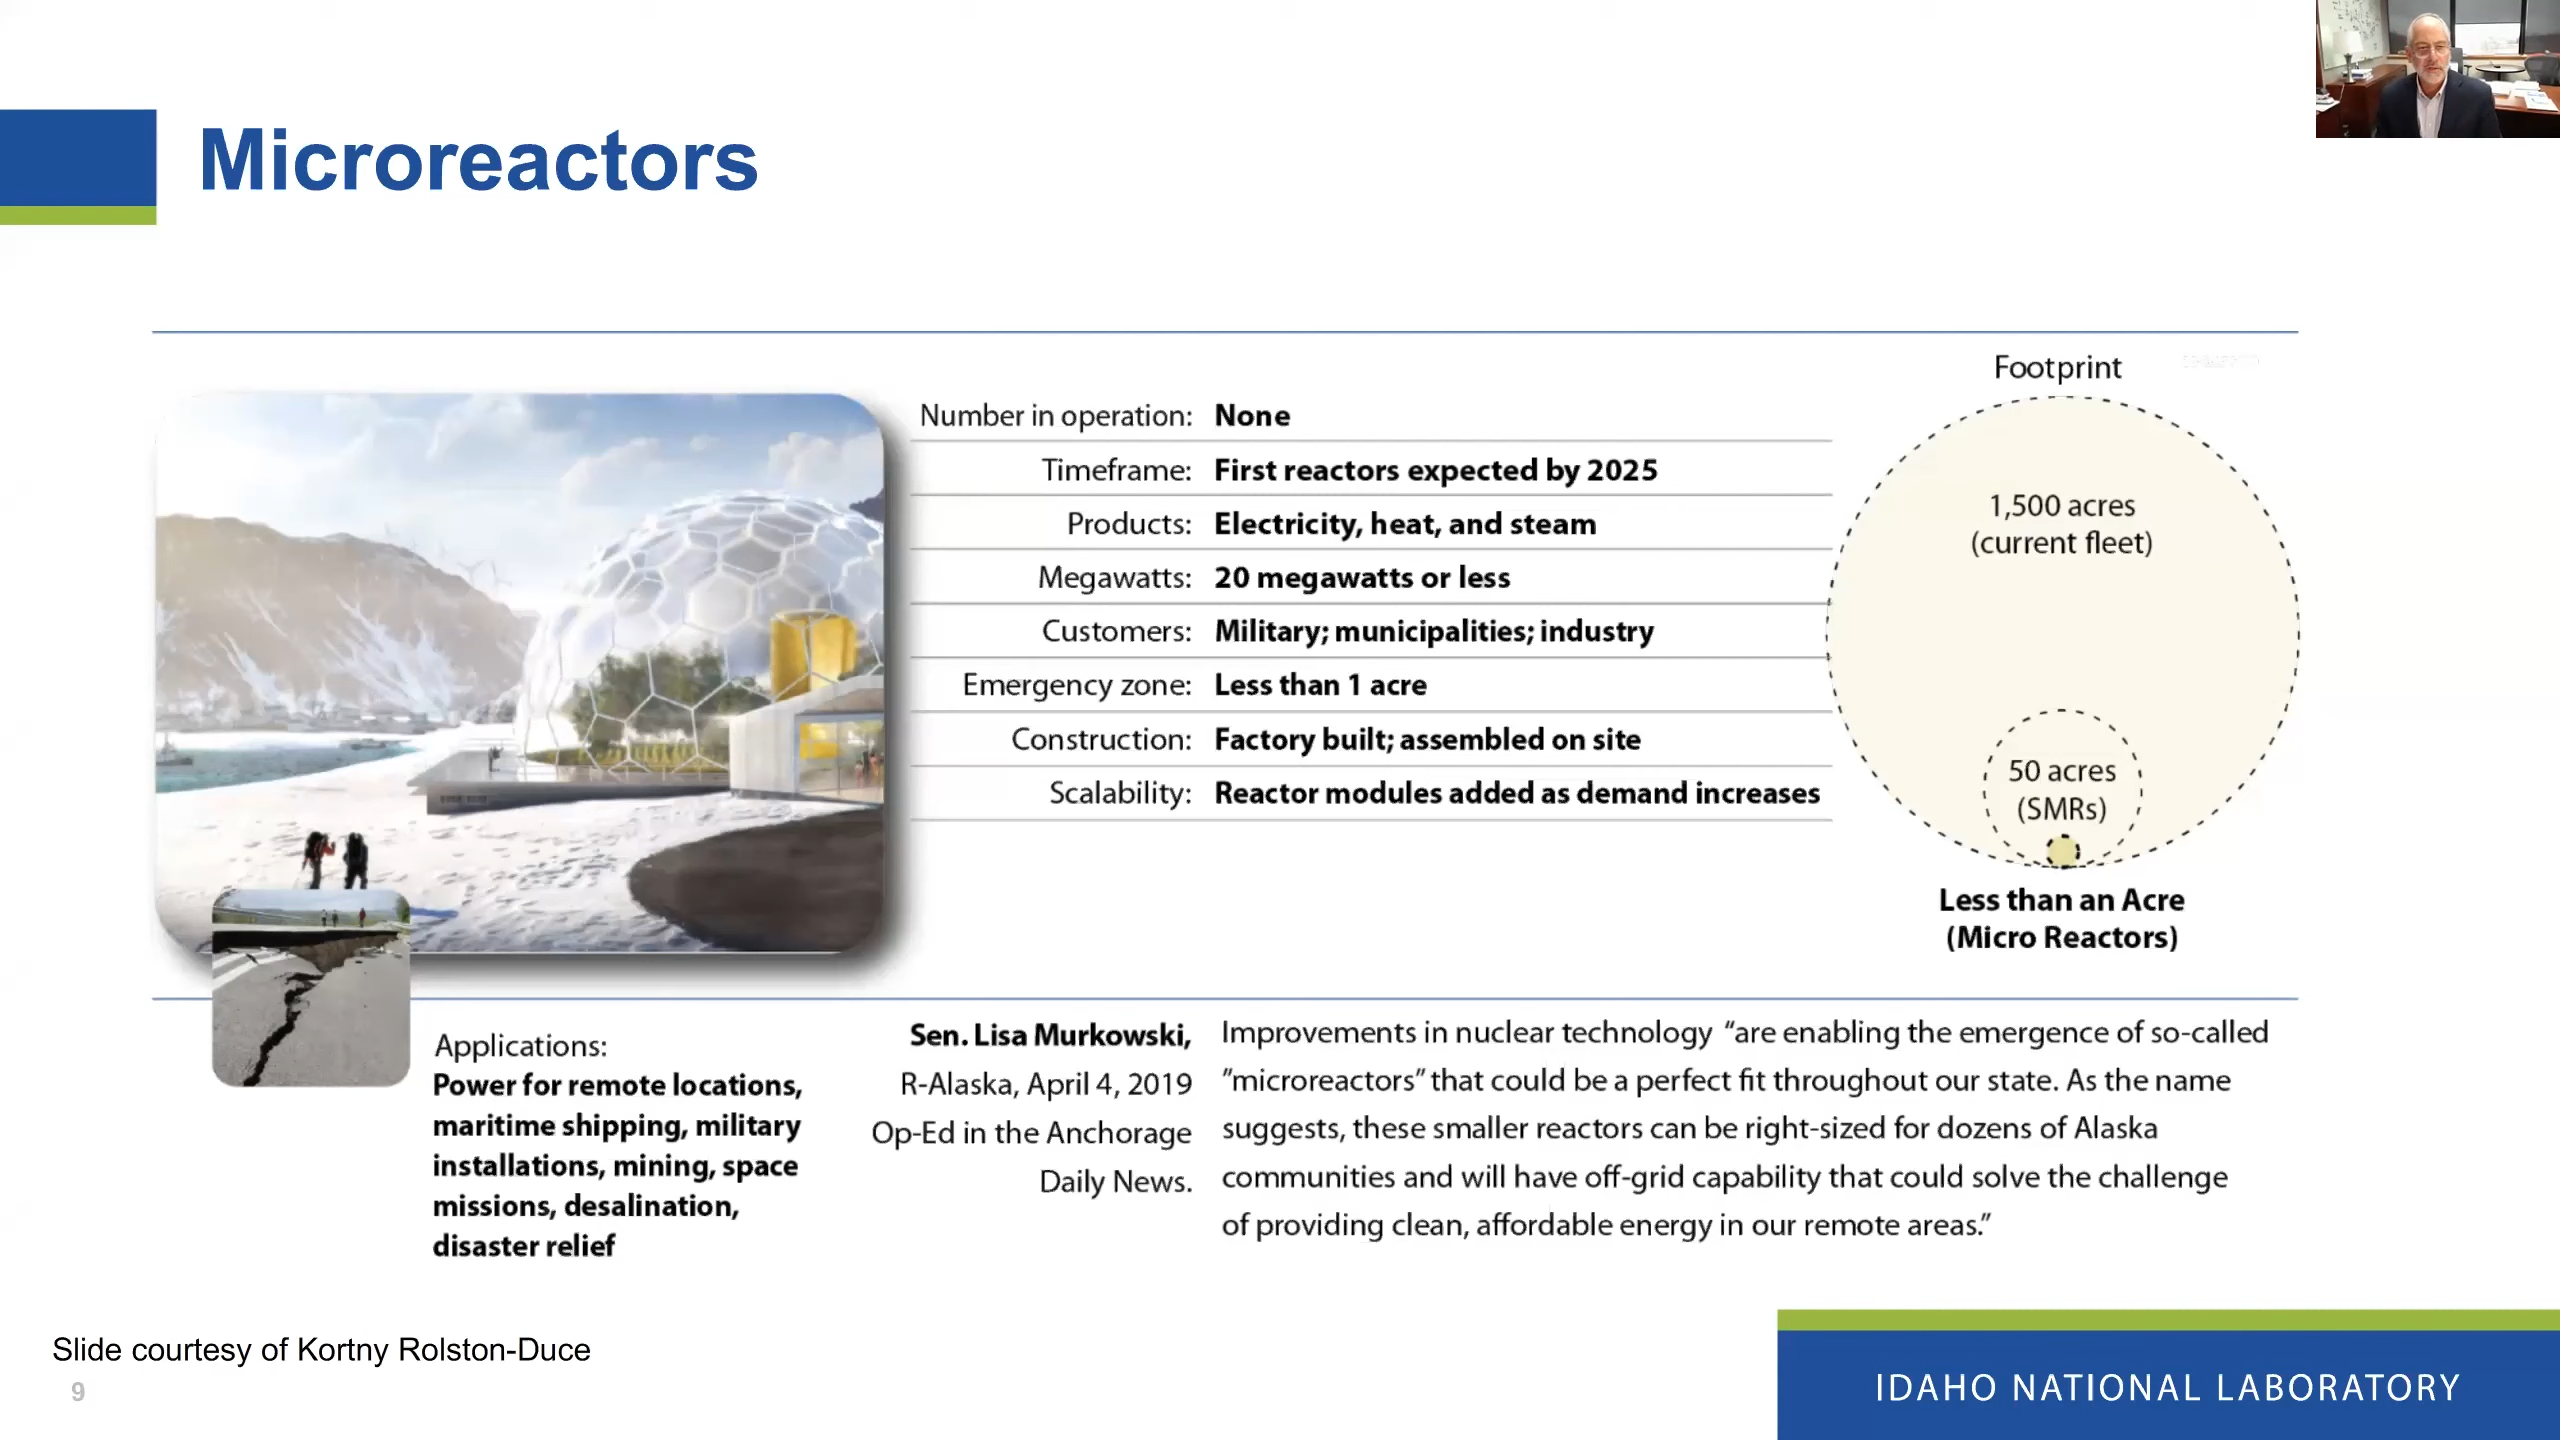 Microreactors
Number in operation: None
Timeframe: First reactors expected by 2025
Products: Electricity, heat, and steam
Megawatts: 20 megawatts or less
Customers: Military; municipalities; industry
Emergency zone: Less than 1 acre
Construction: Factory built; assembled on site
Scalability: Reactor modules added as demand increases
Footprint
1,500 acres
(current fleet)
50 acres
(SMRs)
Less than an Acre
(Micro Reactors)
Applications:
Power for remote locations,
maritime shipping, military
installations, mining, space
missions, desalination,
disaster relief
Sen. Lisa Murkowski,
R-Alaska, April 4, 2019
Op-Ed in the Anchorage
Daily News.
Improvements in nuclear technology “are enabling the emergence of so-called
”microreactors” that could be a perfect fit throughout our state. As the name
suggests, these smaller reactors can be right-sized for dozens of Alaska
communities and will have off-grid capability that could solve the challenge
of providing clean, affordable energy in our remote areas.”
Slide courtesy of Kortny Rolston-Duce
9
IDAHO NATIONAL LABORATORY